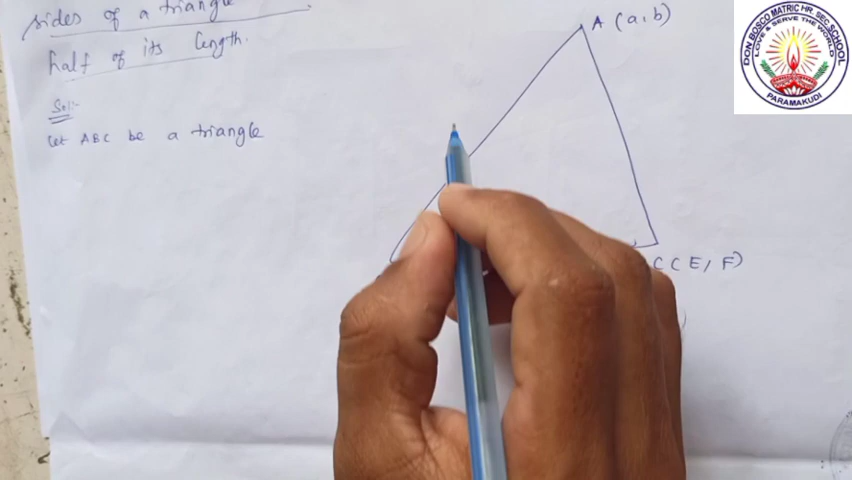 sides of a triangle
half of its length.
Sol:-
Let ABC be a triangle
A (a, b)
C (E, F)
DON BOSCO MATRIC HR. SEC. SCHOOL
LOVE & SERVE THE WORLD
PARAMAKUDI